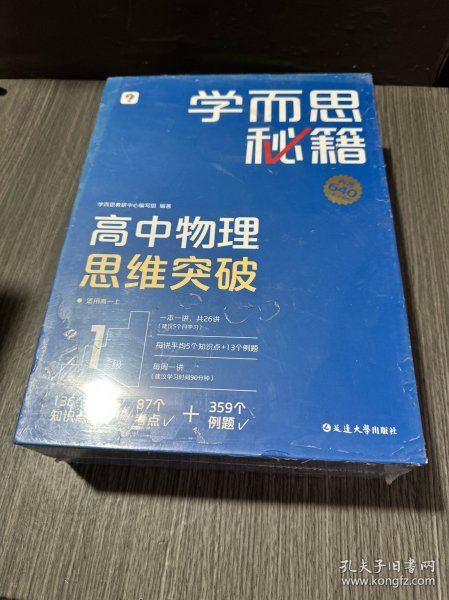 学而思
秘籍
640
学而思教研中心编写组 编著
高中物理
思维突破
适用高一上
1级
一本一讲,共26讲
(建议5个月学习)
每讲平均5个知识点+13个例题
每周一讲
(建议学习时间90分钟)
136
知识点
87个
考点
+
359个
例题
延边大学出版社
孔夫子旧书网
www.kongfz.com